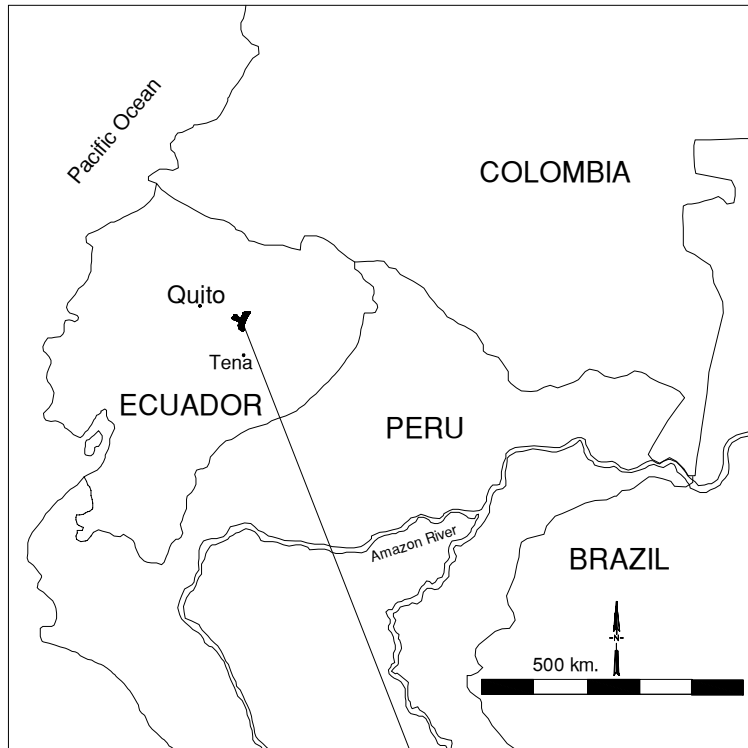 Pacific Ocean
COLOMBIA
Quito
Tena
ECUADOR
PERU
Amazon River
BRAZIL
N
500 km.